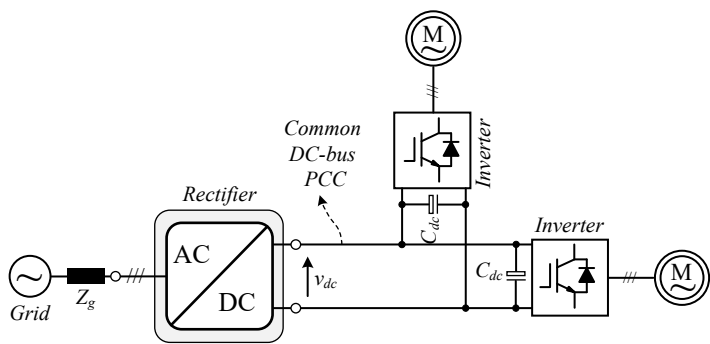 M
Inverter
Common
DC-bus
PCC
C_dc
Rectifier
AC
DC
v_dc
Grid
Z_g
Inverter
C_dc
M